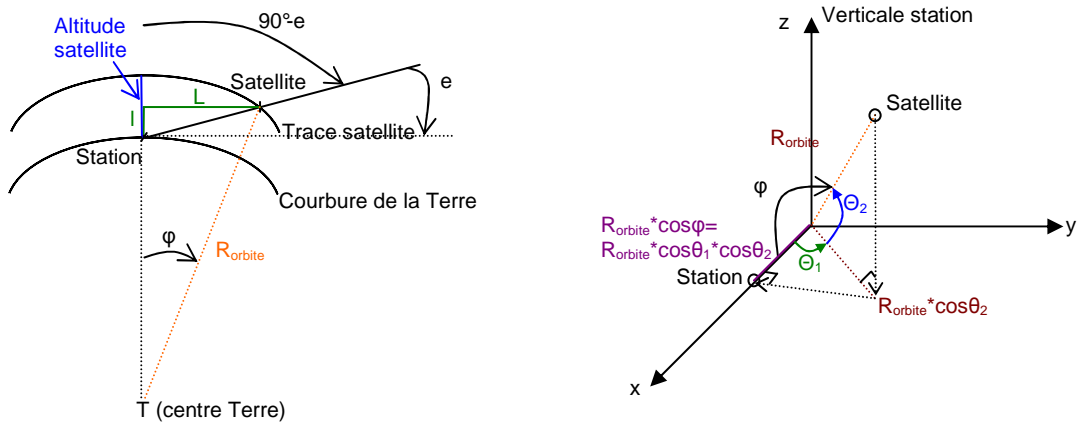 Altitude
satellite
90°-e
Satellite
e
L
l
Trace satellite
Station
Courbure de la Terre
φ
Rorbite
T (centre Terre)
z
Verticale station
Satellite
Rorbite
φ
Θ2
Rorbite*cosφ=
Rorbite*cosθ1*cosθ2
y
Station
Θ1
Rorbite*cosθ2
x